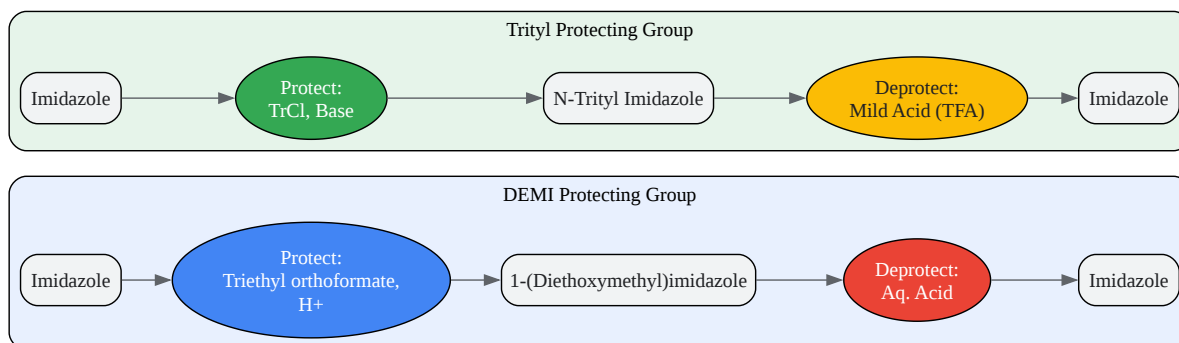 Trityl Protecting Group
Imidazole
Protect:
TrCl, Base
N-Trityl Imidazole
Deprotect:
Mild Acid (TFA)
Imidazole
DEMI Protecting Group
Imidazole
Protect:
Triethyl orthoformate,
H+
1-(Diethoxymethyl)imidazole
Deprotect:
Aq. Acid
Imidazole